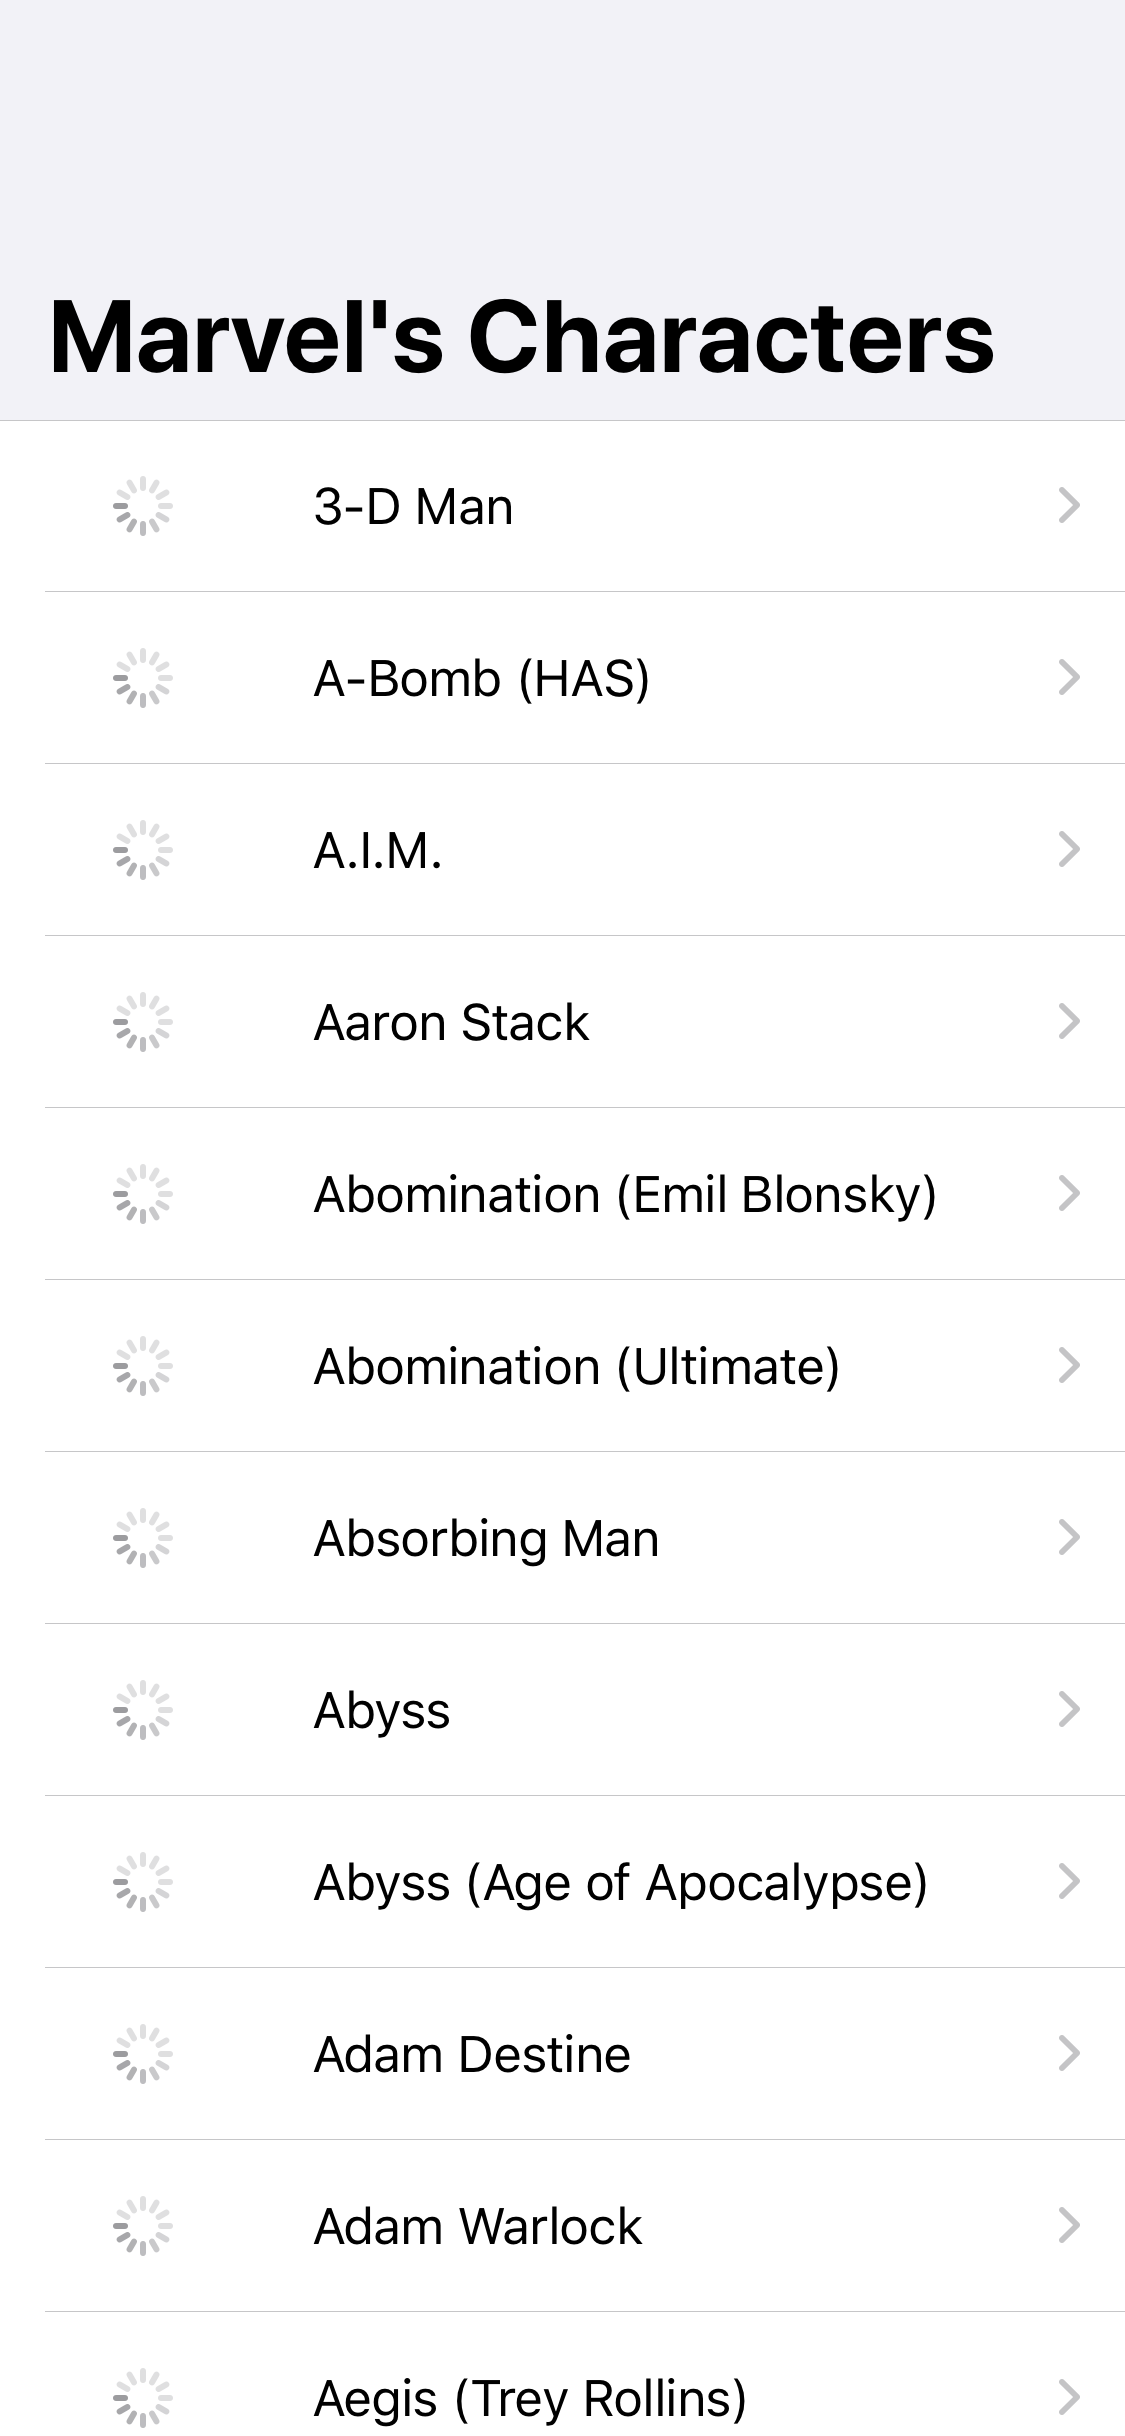 Marvel's Characters
3-D Man
A-Bomb (HAS)
A.I.M.
Aaron Stack
Abomination (Emil Blonsky)
Abomination (Ultimate)
Absorbing Man
Abyss
Abyss (Age of Apocalypse)
Adam Destine
Adam Warlock
Aegis (Trey Rollins)